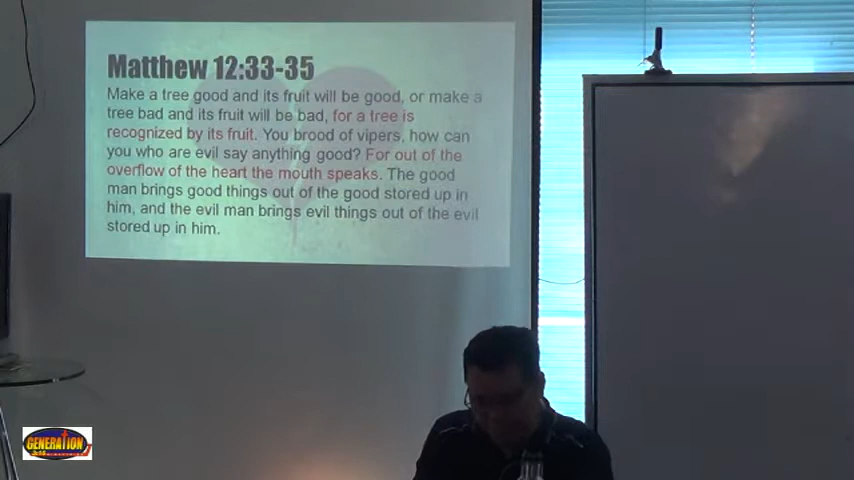 Matthew 12:33-35
Make a tree good and its fruit will be good, or make a
tree bad and its fruit will be bad, for a tree is
recognized by its fruit. You brood of vipers, how can
you who are evil say anything good? For out of the
overflow of the heart the mouth speaks. The good
man brings good things out of the good stored up in
him, and the evil man brings evil things out of the evil
stored up in him.
GENERATION